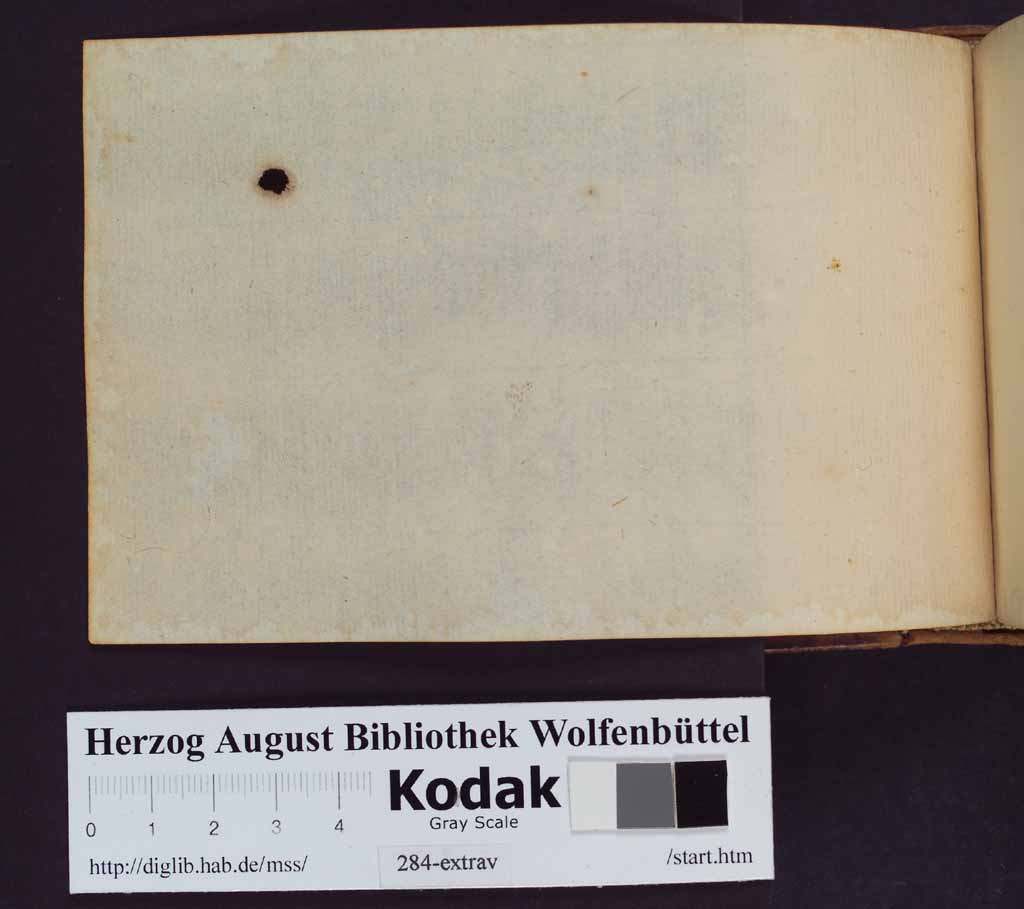 Herzog August Bibliothek Wolfenbüttel
Kodak
Gray Scale
0 1 2 3 4
http://diglib.hab.de/mss/ 284-extrav /start.htm